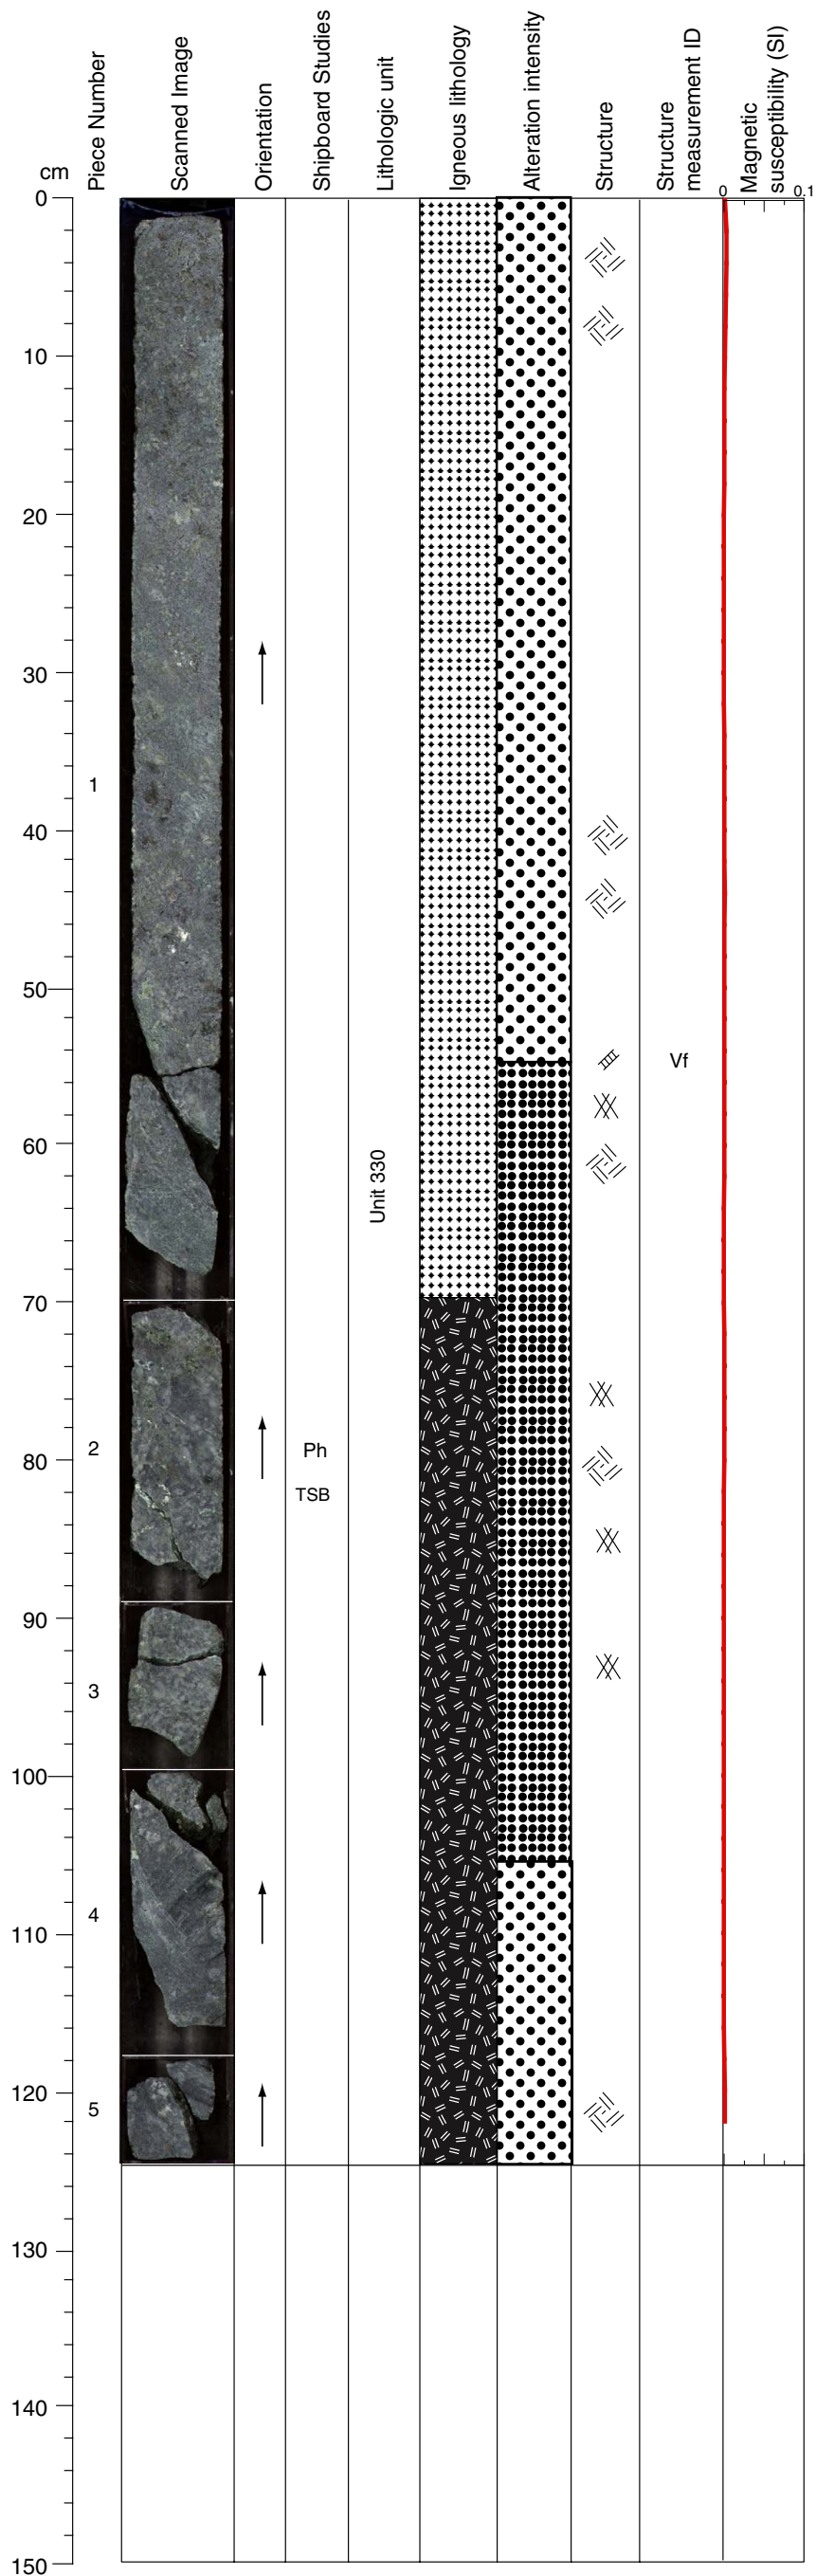 cm
Piece Number
Scanned Image
Orientation
Shipboard Studies
Lithologic unit
Igneous lithology
Alteration intensity
Structure
Structure
measurement ID
Magnetic
susceptibility (SI)
0 0.1
0
10
20
30
1
40
50
Vf
60
Unit 330
70
2
Ph
80
TSB
90
3
100
4
110
120
5
130
140
150